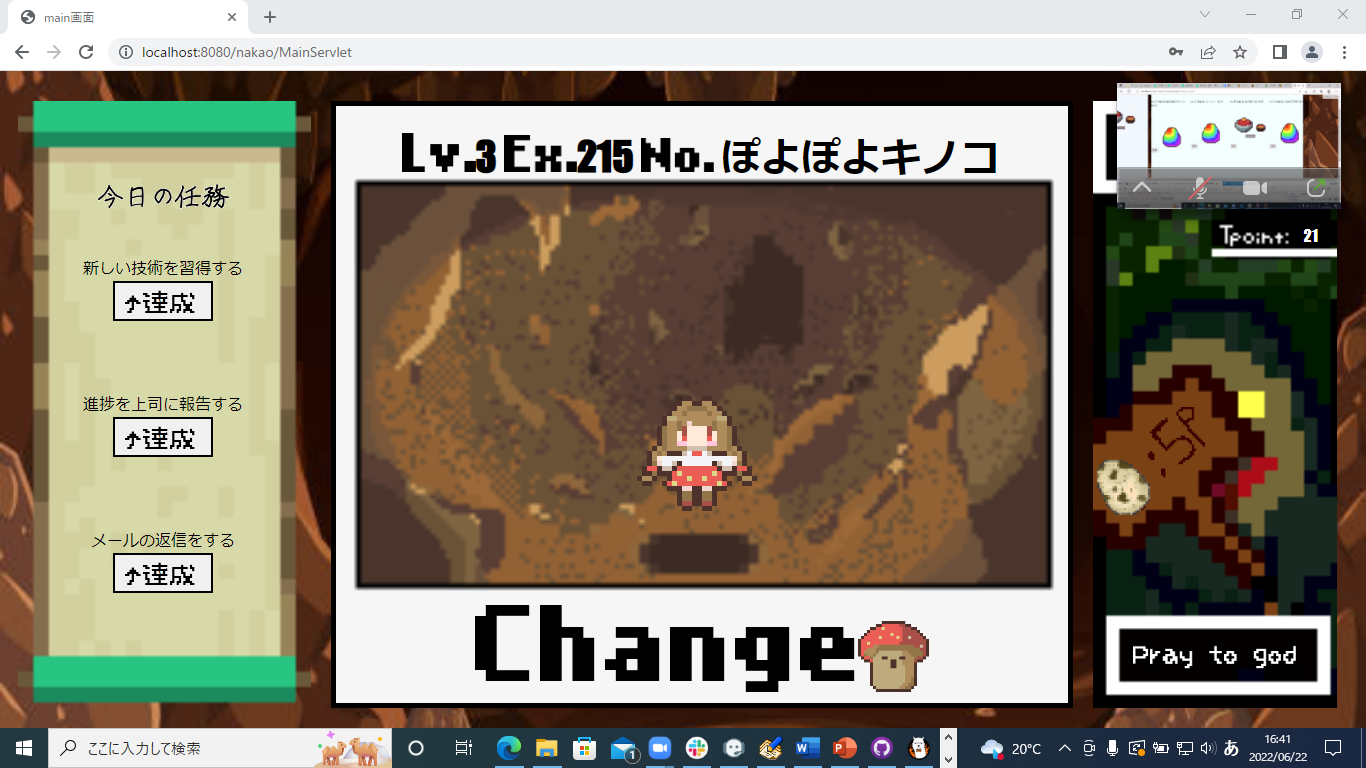 main画面
localhost:8080/nakao/MainServlet
今日の任務
新しい技術を習得する
↑達成
進捗を上司に報告する
↑達成
メールの返信をする
↑達成
Lv.3 Ex.215 No.ぽよぽよキノコ
Change
Tpoint: 21
5P
Pray to god
ここに入力して検索
1
20°C
あ
16:41
2022/06/22